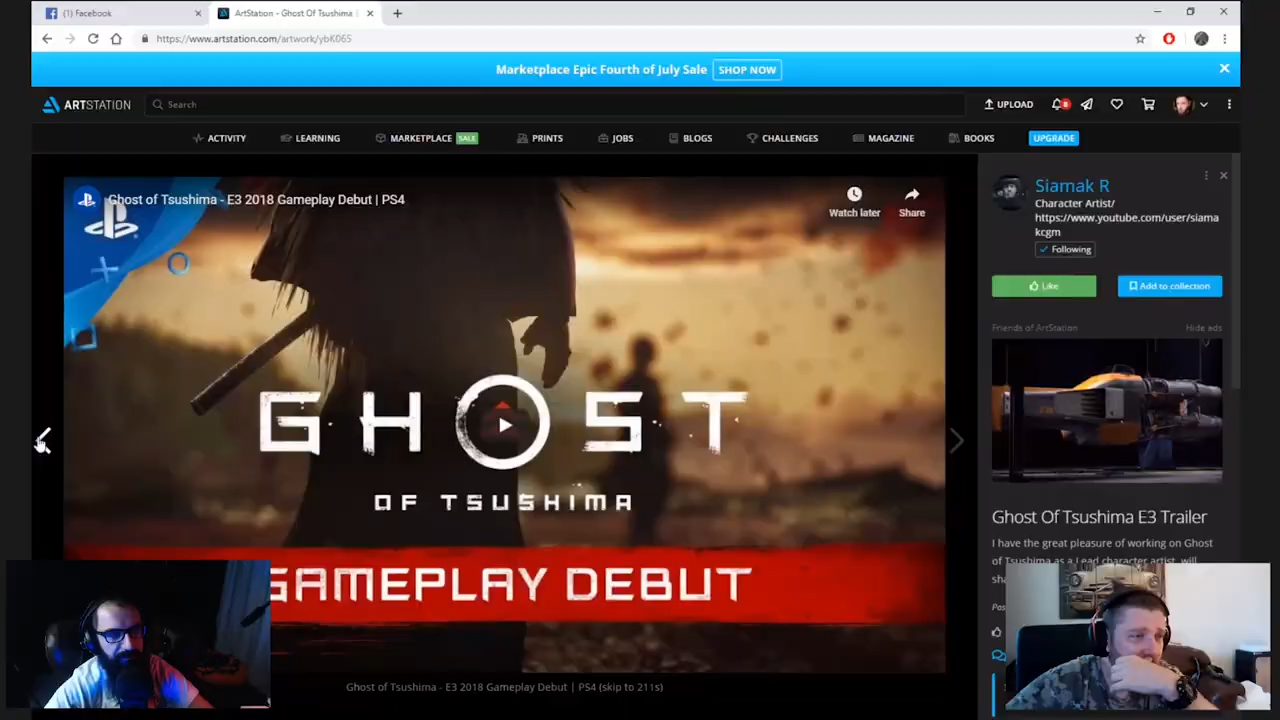 (1) Facebook
ArtStation - Ghost Of Tsushima
https://www.artstation.com/artwork/ybK065
Marketplace Epic Fourth of July Sale SHOP NOW
ARTSTATION
Search
UPLOAD
8
ACTIVITY
LEARNING
MARKETPLACE SALE
PRINTS
JOBS
BLOGS
CHALLENGES
MAGAZINE
BOOKS
UPGRADE
Ghost of Tsushima - E3 2018 Gameplay Debut | PS4
Watch later
Share
GHOST
OF TSUSHIMA
GAMEPLAY DEBUT
Ghost of Tsushima - E3 2018 Gameplay Debut | PS4 (skip to 211s)
Siamak R
Character Artist/
https://www.youtube.com/user/siama
kcgm
Following
Like
Add to collection
Friends of ArtStation
Hide ads
Ghost Of Tsushima E3 Trailer
I have the great pleasure of working on Ghost
of Tsushima as a Lead character artist, will
sha
Pos